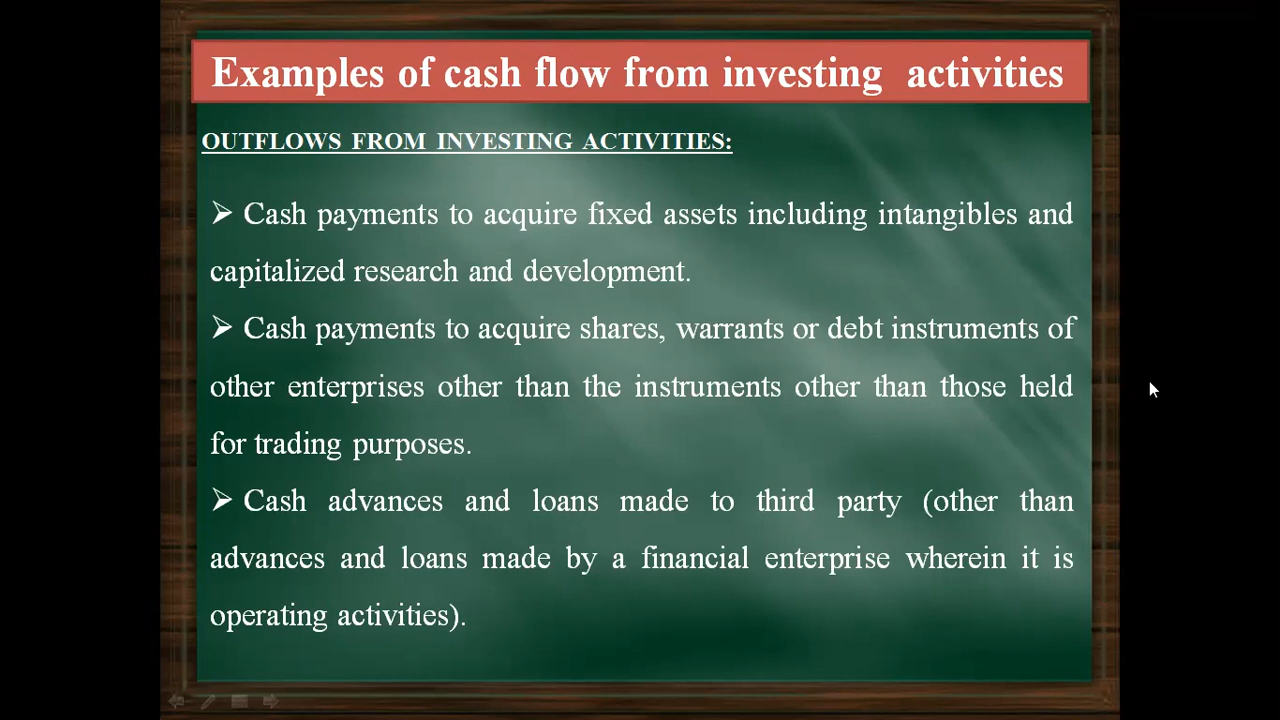 Examples of cash flow from investing activities
OUTFLOWS FROM INVESTING ACTIVITIES:
➢ Cash payments to acquire fixed assets including intangibles and
capitalized research and development.
➢ Cash payments to acquire shares, warrants or debt instruments of
other enterprises other than the instruments other than those held
for trading purposes.
➢ Cash advances and loans made to third party (other than
advances and loans made by a financial enterprise wherein it is
operating activities).